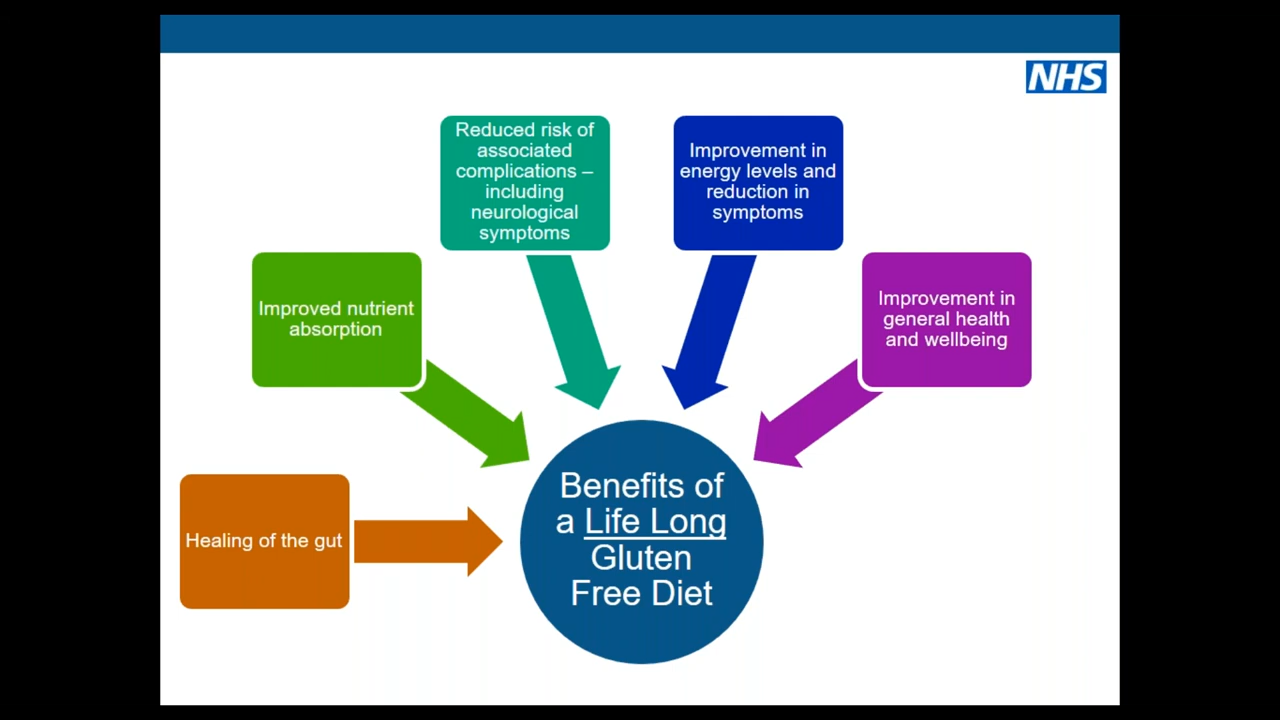 NHS
Reduced risk of
associated
complications –
including
neurological
symptoms
Improvement in
energy levels and
reduction in
symptoms
Improved nutrient
absorption
Improvement in
general health
and wellbeing
Healing of the gut
Benefits of
a Life Long
Gluten
Free Diet